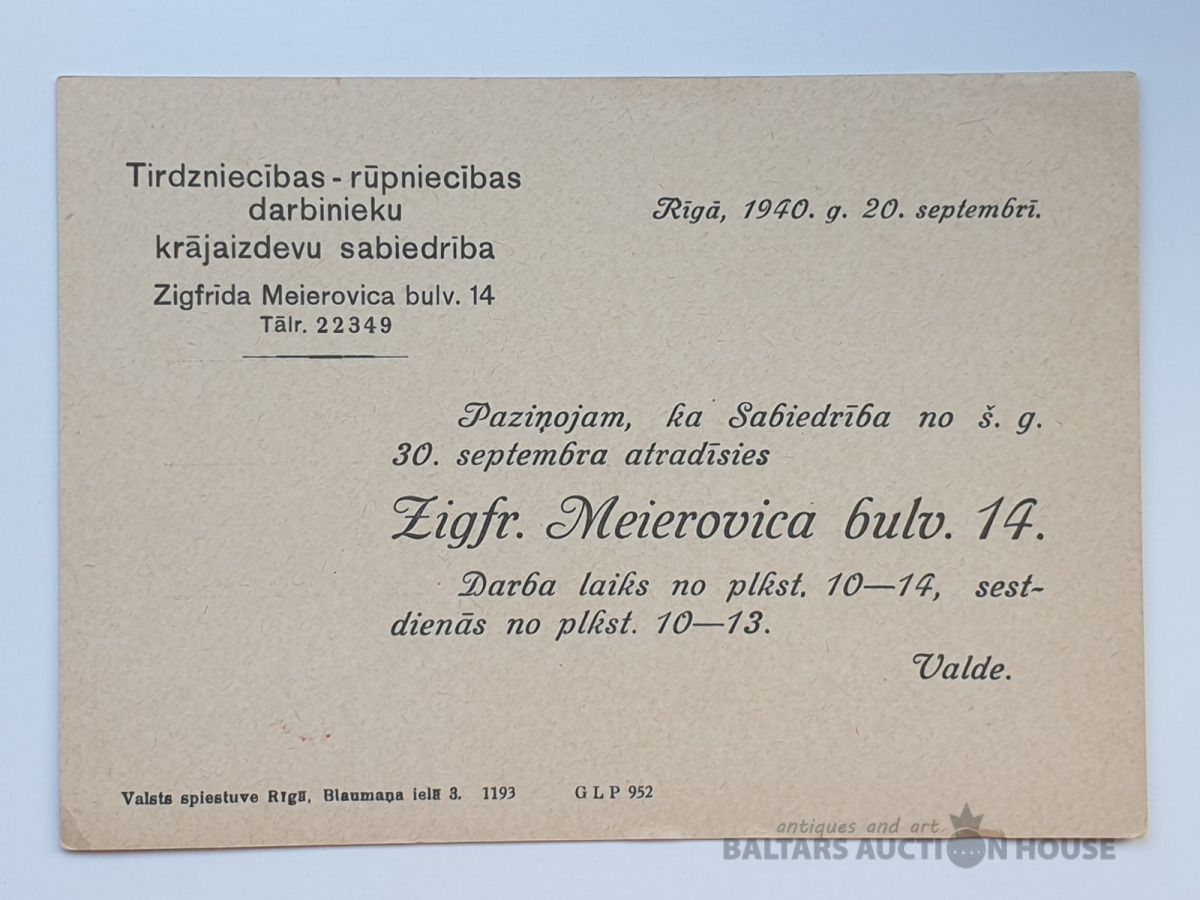 Tirdzniecības - rūpniecības
darbinieku
krājaizdevu sabiedrība
Zigfrīda Meierovica bulv. 14
Tālr. 22349
Rīgā, 1940. g. 20. septembrī.
Paziņojam, ka Sabiedrība no š. g.
30. septembra atradīsies
Zigfr. Meierovica bulv. 14.
Darba laiks no plkst. 10—14, sest-
dienās no plkst. 10—13.
Valde.
Valsts spiestuve Rīgā, Blaumaņa ielā 3. 1193 G L P 952
antiques and art
BALTARS AUCTION HOUSE